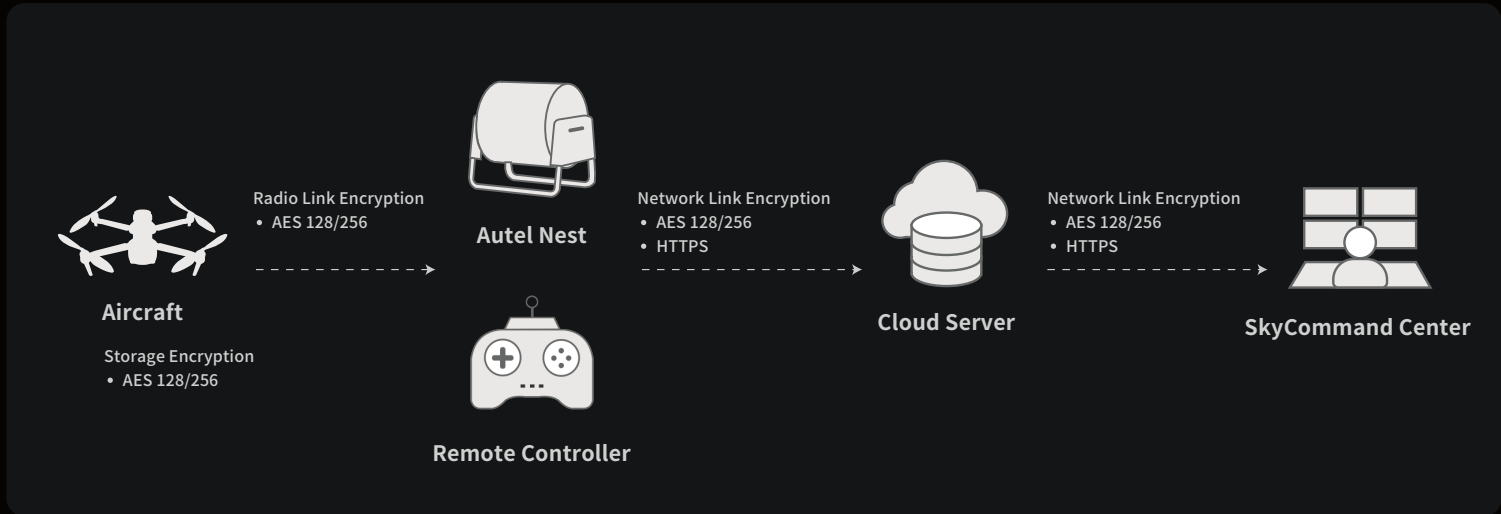 Radio Link Encryption
• AES 128/256
Autel Nest
Network Link Encryption
• AES 128/256
• HTTPS
Network Link Encryption
• AES 128/256
• HTTPS
Aircraft
Storage Encryption
• AES 128/256
Remote Controller
Cloud Server
SkyCommand Center